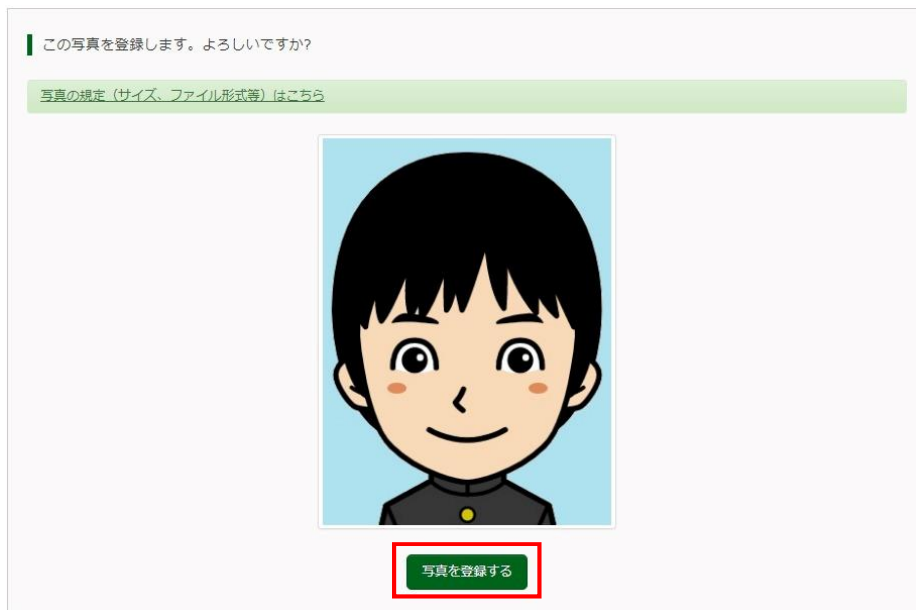 この写真を登録します。よろしいですか?
写真の規定（サイズ、ファイル形式等）はこちら
写真を登録する